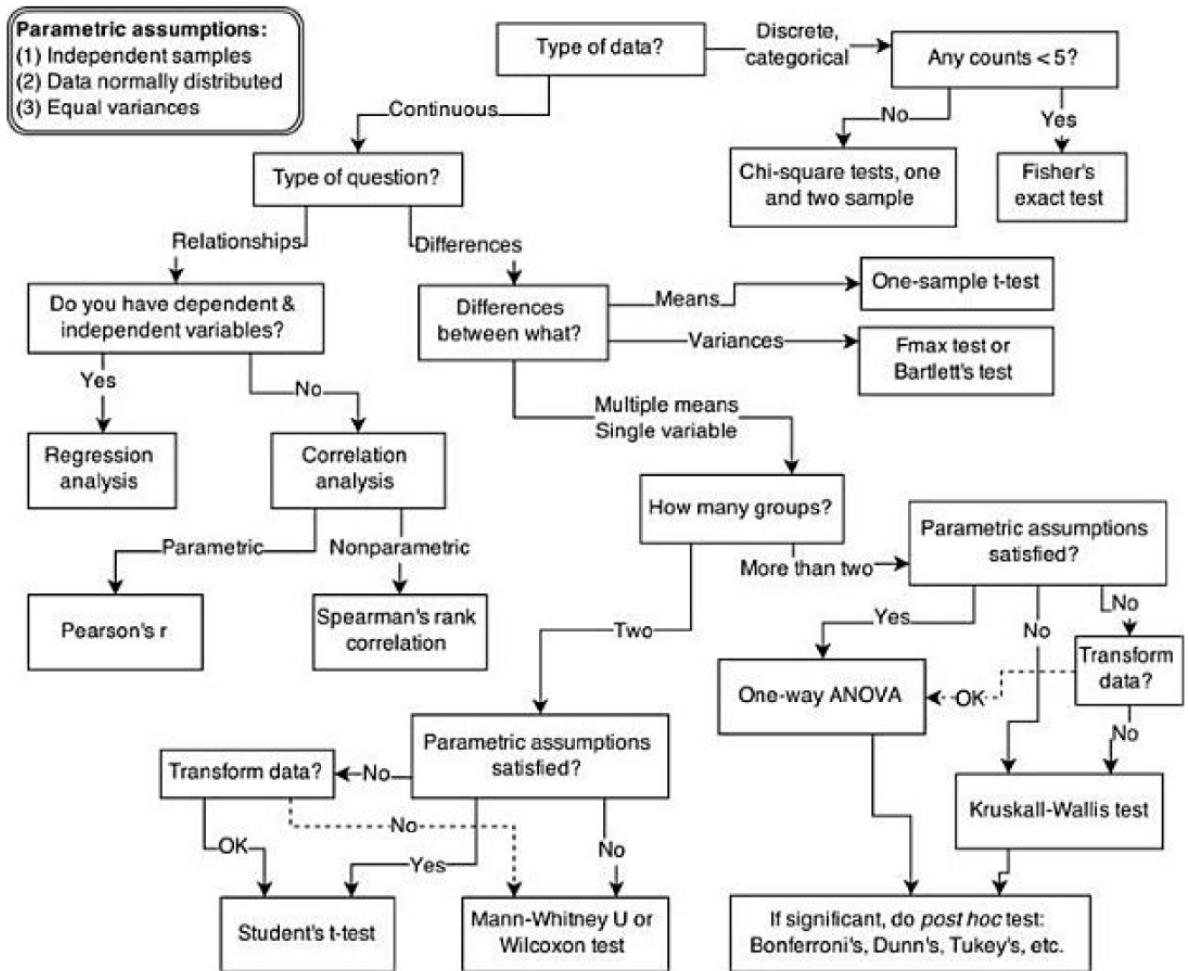 Parametric assumptions:
(1) Independent samples
(2) Data normally distributed
(3) Equal variances
Type of data?
Discrete,
categorical
Any counts < 5?
Continuous
No
Yes
Type of question?
Chi-square tests, one
and two sample
Fisher's
exact test
Relationships
Differences
Do you have dependent &
independent variables?
Differences
between what?
Means
One-sample t-test
Variances
Fmax test or
Bartlett's test
Yes
No
Multiple means
Single variable
Regression
analysis
Correlation
analysis
How many groups?
Parametric assumptions
satisfied?
Parametric
Nonparametric
More than two
Pearson's r
Spearman's rank
correlation
Two
Yes
No
No
Transform
data?
One-way ANOVA
OK
No
Parametric assumptions
satisfied?
Transform data?
No
Kruskall-Wallis test
OK
No
Yes
No
Student's t-test
Mann-Whitney U or
Wilcoxon test
If significant, do post hoc test:
Bonferroni's, Dunn's, Tukey's, etc.